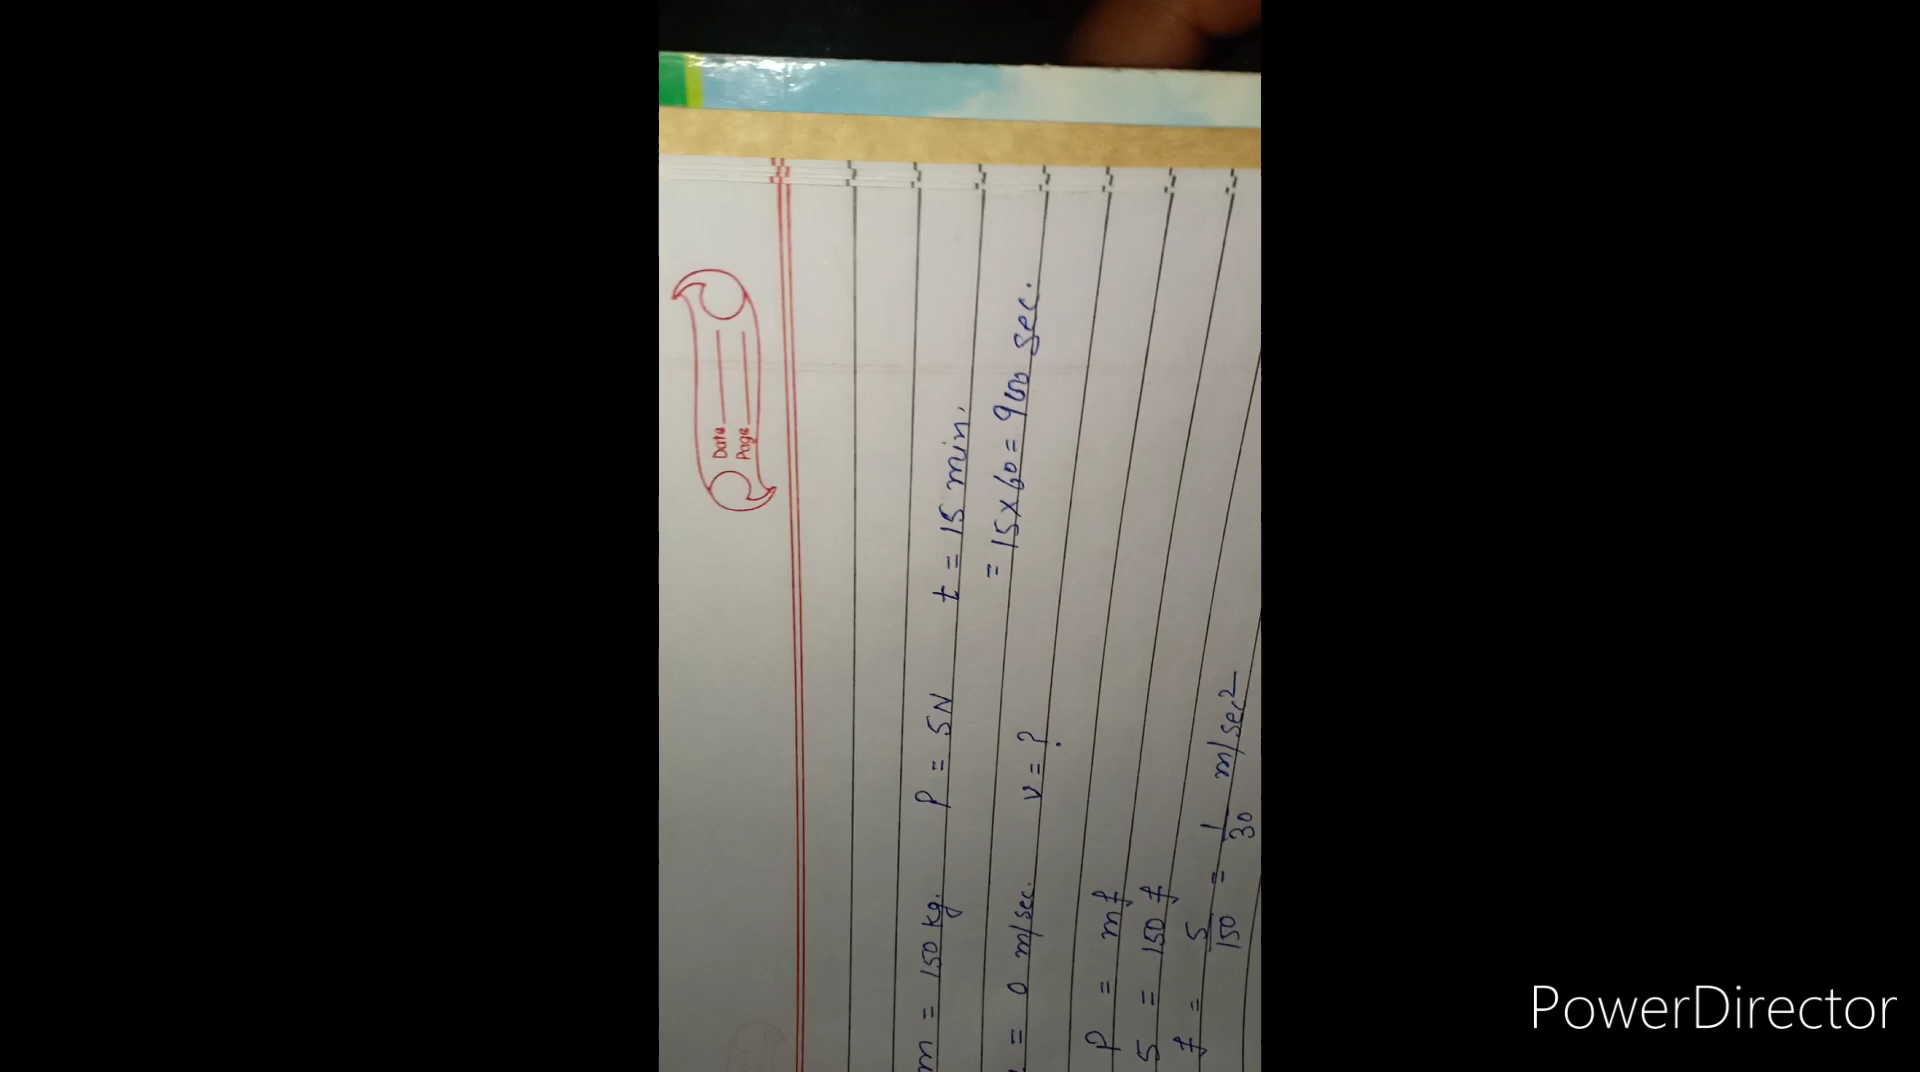 Date
Page
m = 150 kg. P = 5N t = 15 min.
= 15 x 60 = 900 sec.
= 0 m/sec. v = ?
P = mf
5 = 150 f
f = 5/150 = 1/30 m/sec2
PowerDirector